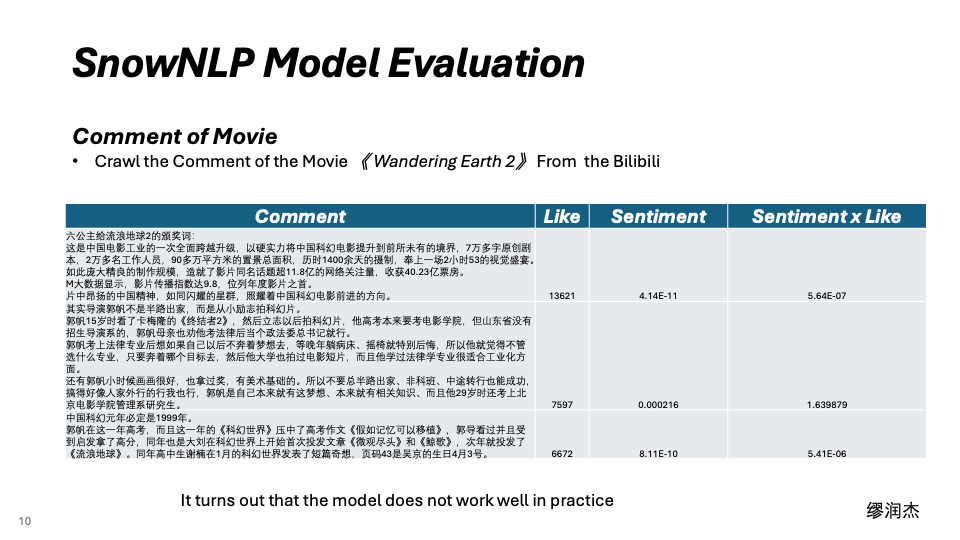 SnowNLP Model Evaluation
Comment of Movie
• Crawl the Comment of the Movie 《Wandering Earth 2》 From the Bilibili
Comment Like Sentiment Sentiment x Like
六公主给流浪地球2的颁奖词:
这是中国电影工业的一次全面跨越升级，以硬实力将中国科幻电影提升到前所未有的境界，7万多字原创剧
本，2万多名工作人员，90多万平方米的置景总面积，历时1400余天的摄制，奉上一场2小时53的视觉盛宴。
如此庞大精良的制作规模，造就了影片同名话题超11.8亿的网络关注量，收获40.23亿票房。
M大数据显示，影片传播指数达9.8，位列年度影片之首。
片中昂扬的中国精神，如同闪耀的星群，照耀着中国科幻电影前进的方向。 13621 4.14E-11 5.64E-07
其实导演郭帆不是半路出家，而是从小励志拍科幻片。
郭帆15岁时看了卡梅隆的《终结者2》，然后立志以后拍科幻片，他高考本来要考电影学院，但山东省没有
招生导演系的，郭帆母亲也劝他考法律后当个政法委总书记就行。
郭帆考上法律专业后想如果自己以后不奔着梦想去，等晚年躺病床、摇椅就特别后悔，所以他就觉得不管
选什么专业，只要奔着哪个目标去，然后他大学也拍过电影短片，而且他学过法律学专业很适合工业化方
面。
还有郭帆小时候画画很好，也拿过奖，有美术基础的。所以不要总半路出家、非科班、中途转行也能成功，
搞得好像人家外行的行我也行，郭帆是自己本来就有这梦想、本来就有相关知识、而且他29岁时还考上北
京电影学院管理系研究生。 7597 0.000216 1.639879
中国科幻元年必定是1999年。
郭帆在这一年高考，而且这一年的《科幻世界》压中了高考作文《假如记忆可以移植》，郭导看过并且受
到启发拿了高分，同年也是大刘在科幻世界上开始首次投发文章《微观尽头》和《鲸歌》，次年就投发了
《流浪地球》。同年高中生谢楠在1月的科幻世界发表了短篇奇想，页码43是吴京的生日4月3号。 6672 8.11E-10 5.41E-06
It turns out that the model does not work well in practice
缪润杰
10